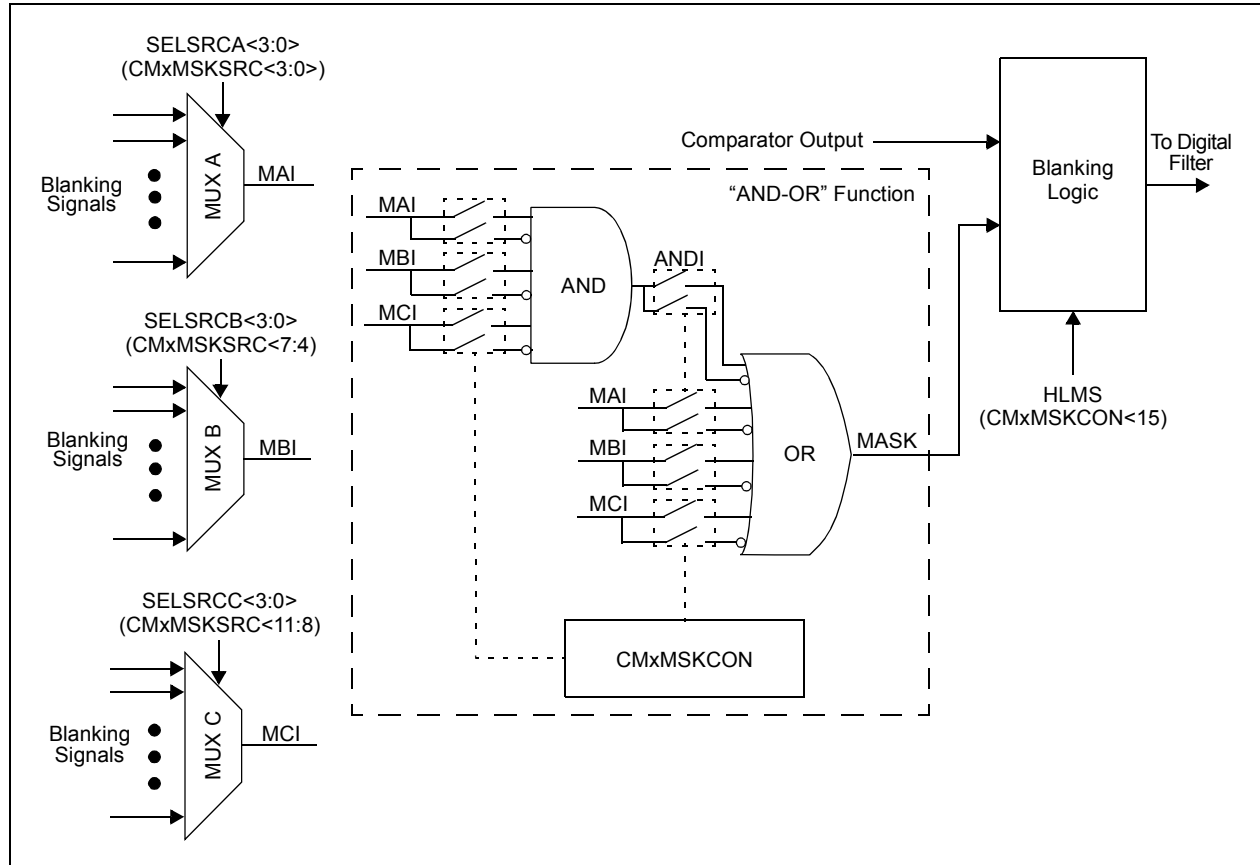 SELSRCA<3:0>
(CMxMSKSRC<3:0>)
Blanking
Signals
MUX A
MAI
SELSRCB<3:0>
(CMxMSKSRC<7:4)
Blanking
Signals
MUX B
MBI
SELSRCC<3:0>
(CMxMSKSRC<11:8)
Blanking
Signals
MUX C
MCI
“AND-OR” Function
MAI
MBI
MCI
AND
ANDI
MAI
MBI
MCI
OR
MASK
CMxMSKCON
Comparator Output
Blanking
Logic
To Digital
Filter
HLMS
(CMxMSKCON<15)